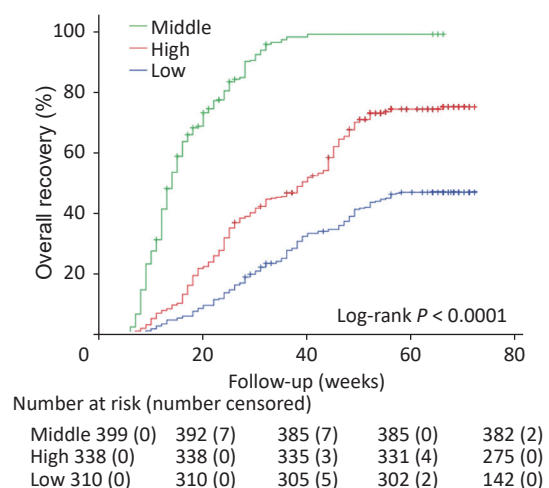 100
80
60
40
20
Overall recovery (%)
Middle
High
Low
Log-rank P < 0.0001
0 20 40 60 80
Follow-up (weeks)
Number at risk (number censored)
Middle 399 (0) 392 (7) 385 (7) 385 (0) 382 (2)
High 338 (0) 338 (0) 335 (3) 331 (4) 275 (0)
Low 310 (0) 310 (0) 305 (5) 302 (2) 142 (0)